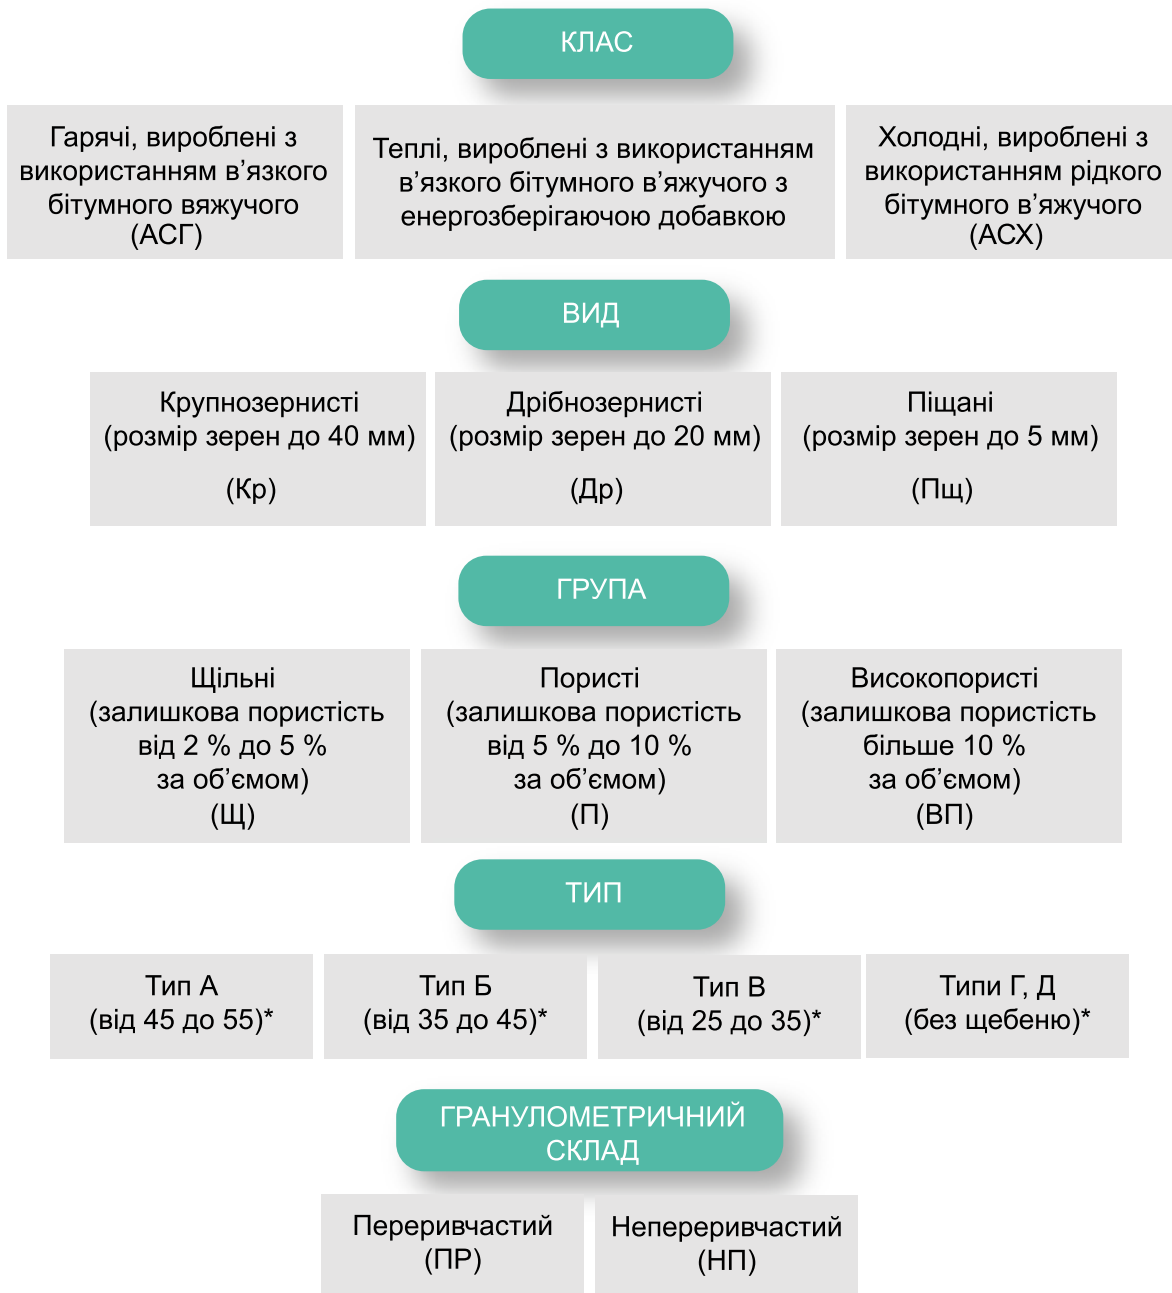 КЛАС
Гарячі, вироблені з
використанням в’язкого
бітумного вяжучого
(АСГ)
Теплі, вироблені з використанням
в’язкого бітумного в’яжучого з
енергозберігаючою добавкою
Холодні, вироблені з
використанням рідкого
бітумного в’яжучого
(АСХ)
ВИД
Крупнозернисті
(розмір зерен до 40 мм)
(Кр)
Дрібнозернисті
(розмір зерен до 20 мм)
(Др)
Піщані
(розмір зерен до 5 мм)
(Пщ)
ГРУПА
Щільні
(залишкова пористість
від 2 % до 5 %
за об’ємом)
(Щ)
Пористі
(залишкова пористість
від 5 % до 10 %
за об’ємом)
(П)
Високопористі
(залишкова пористість
більше 10 %
за об’ємом)
(ВП)
ТИП
Тип А
(від 45 до 55)*
Тип Б
(від 35 до 45)*
Тип В
(від 25 до 35)*
Типи Г, Д
(без щебеню)*
ГРАНУЛОМЕТРИЧНИЙ
СКЛАД
Переривчастий
(ПР)
Непереривчастий
(НП)